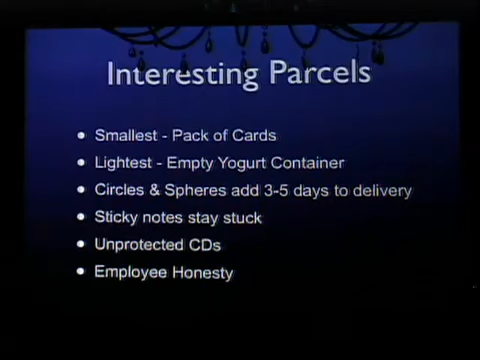 Interesting Parcels
• Smallest - Pack of Cards
• Lightest - Empty Yogurt Container
• Circles & Spheres add 3-5 days to delivery
• Sticky notes stay stuck
• Unprotected CDs
• Employee Honesty